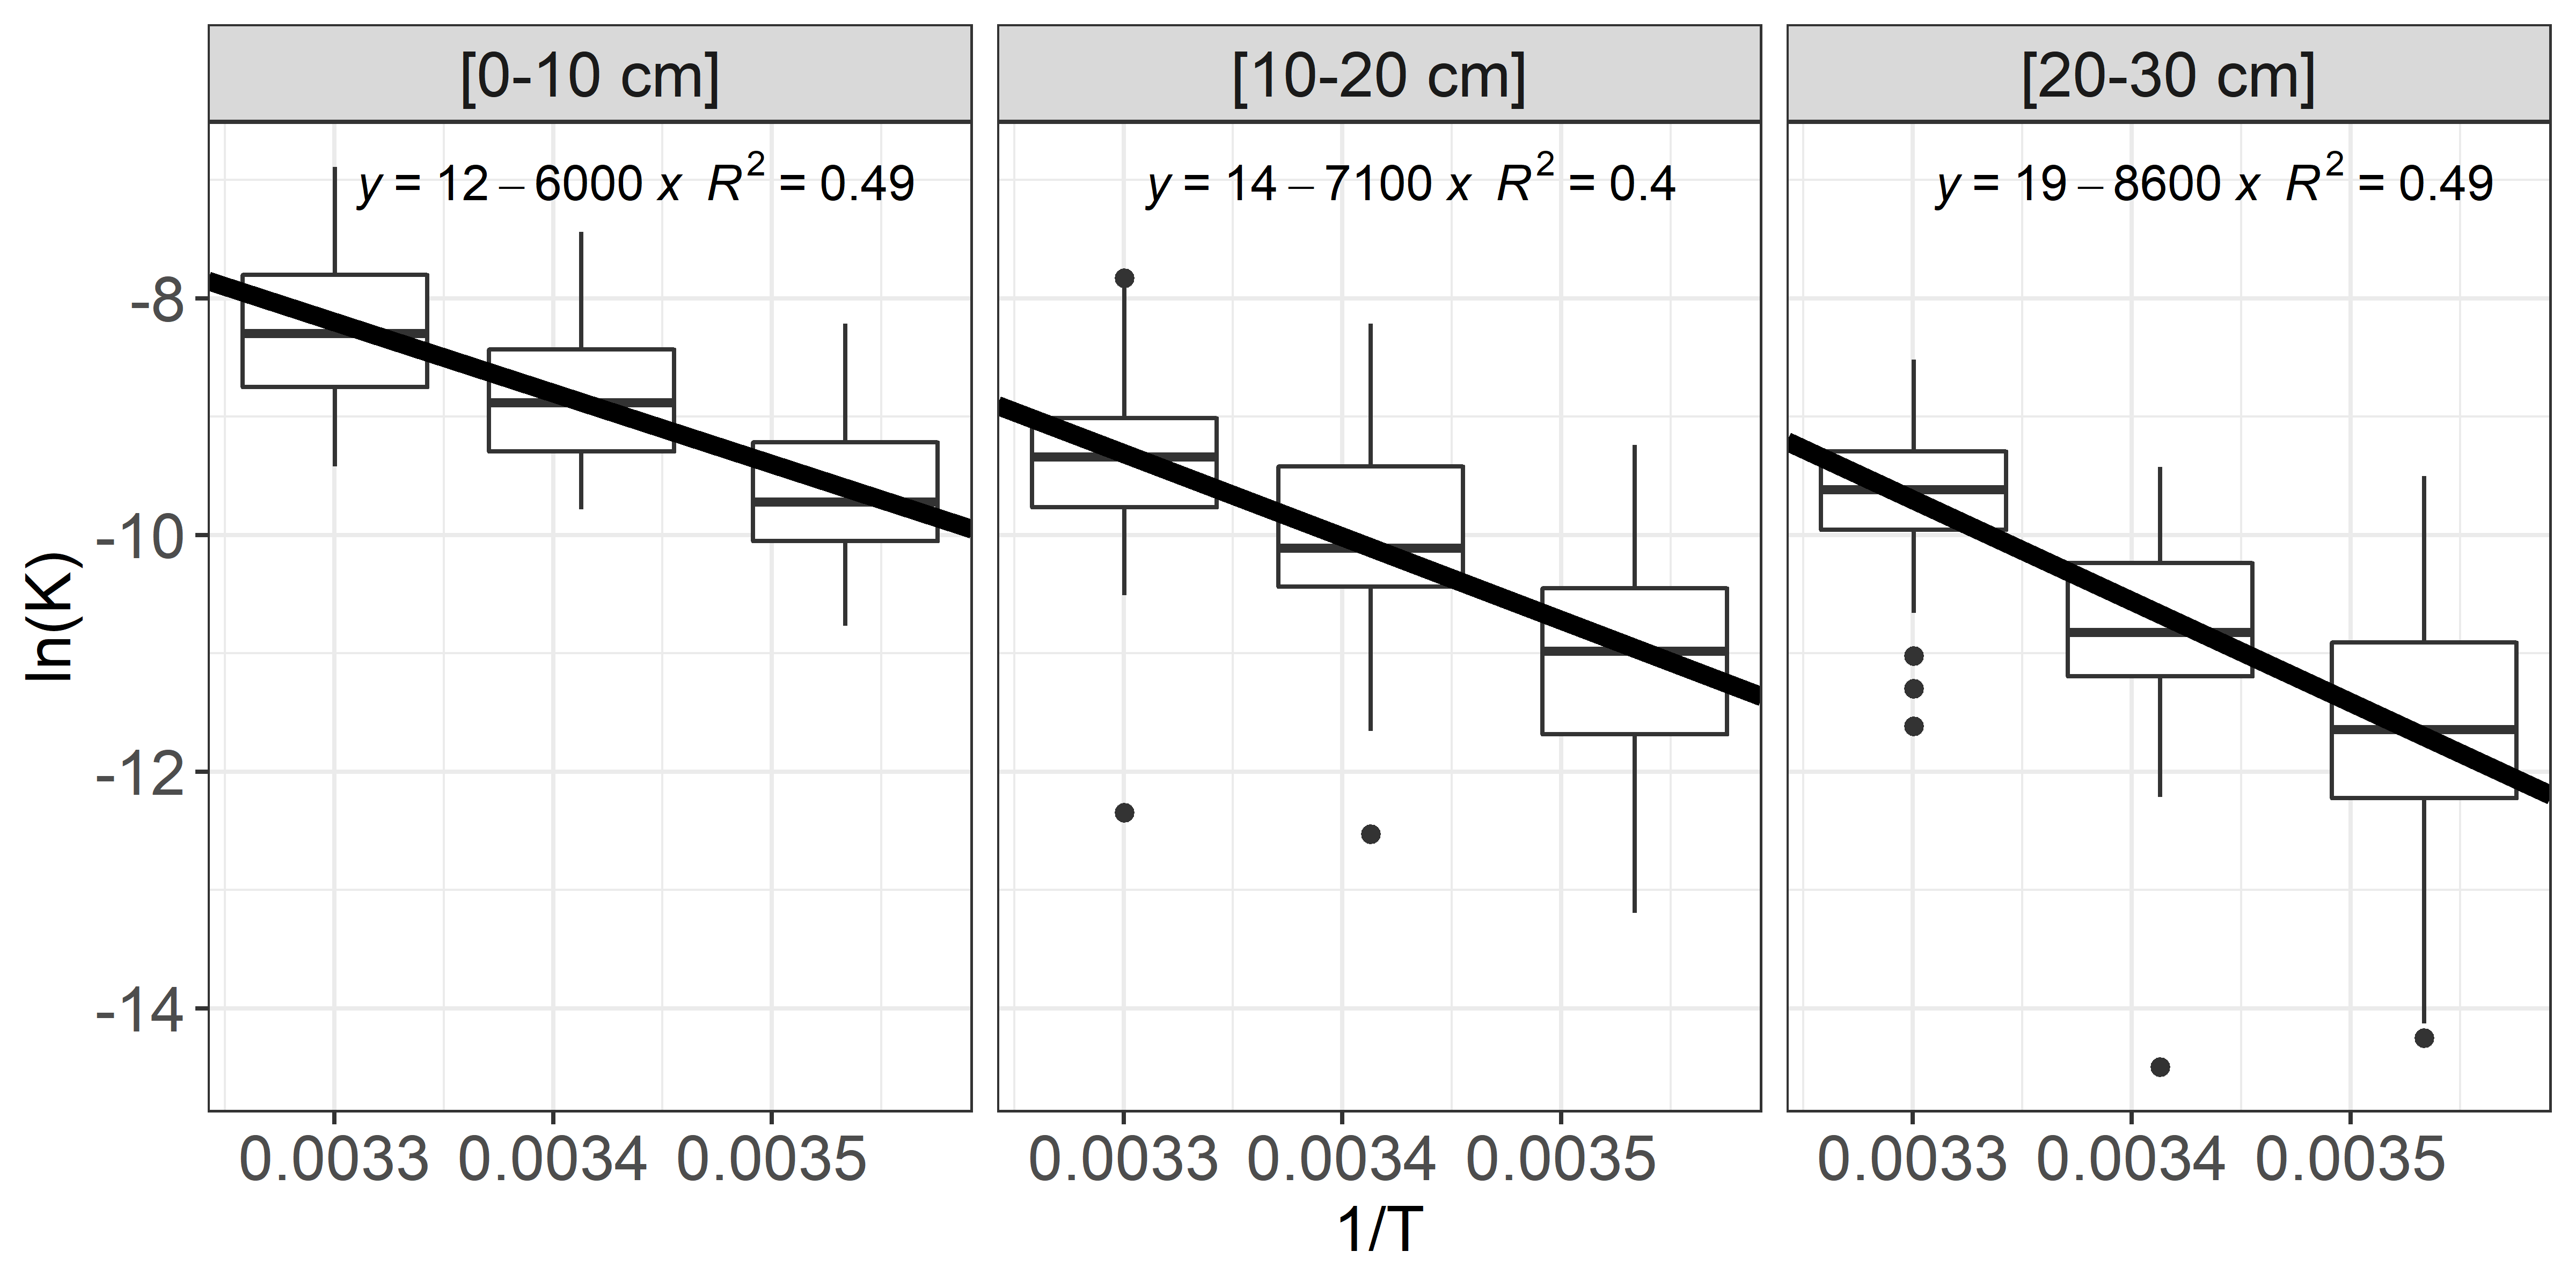 [0-10 cm] [10-20 cm] [20-30 cm]
y = 12 – 6000 x R² = 0.49 y = 14 – 7100 x R² = 0.4 y = 19 – 8600 x R² = 0.49
-8
-10
-12
-14
ln(K)
0.0033 0.0034 0.0035 0.0033 0.0034 0.0035 0.0033 0.0034 0.0035
1/T